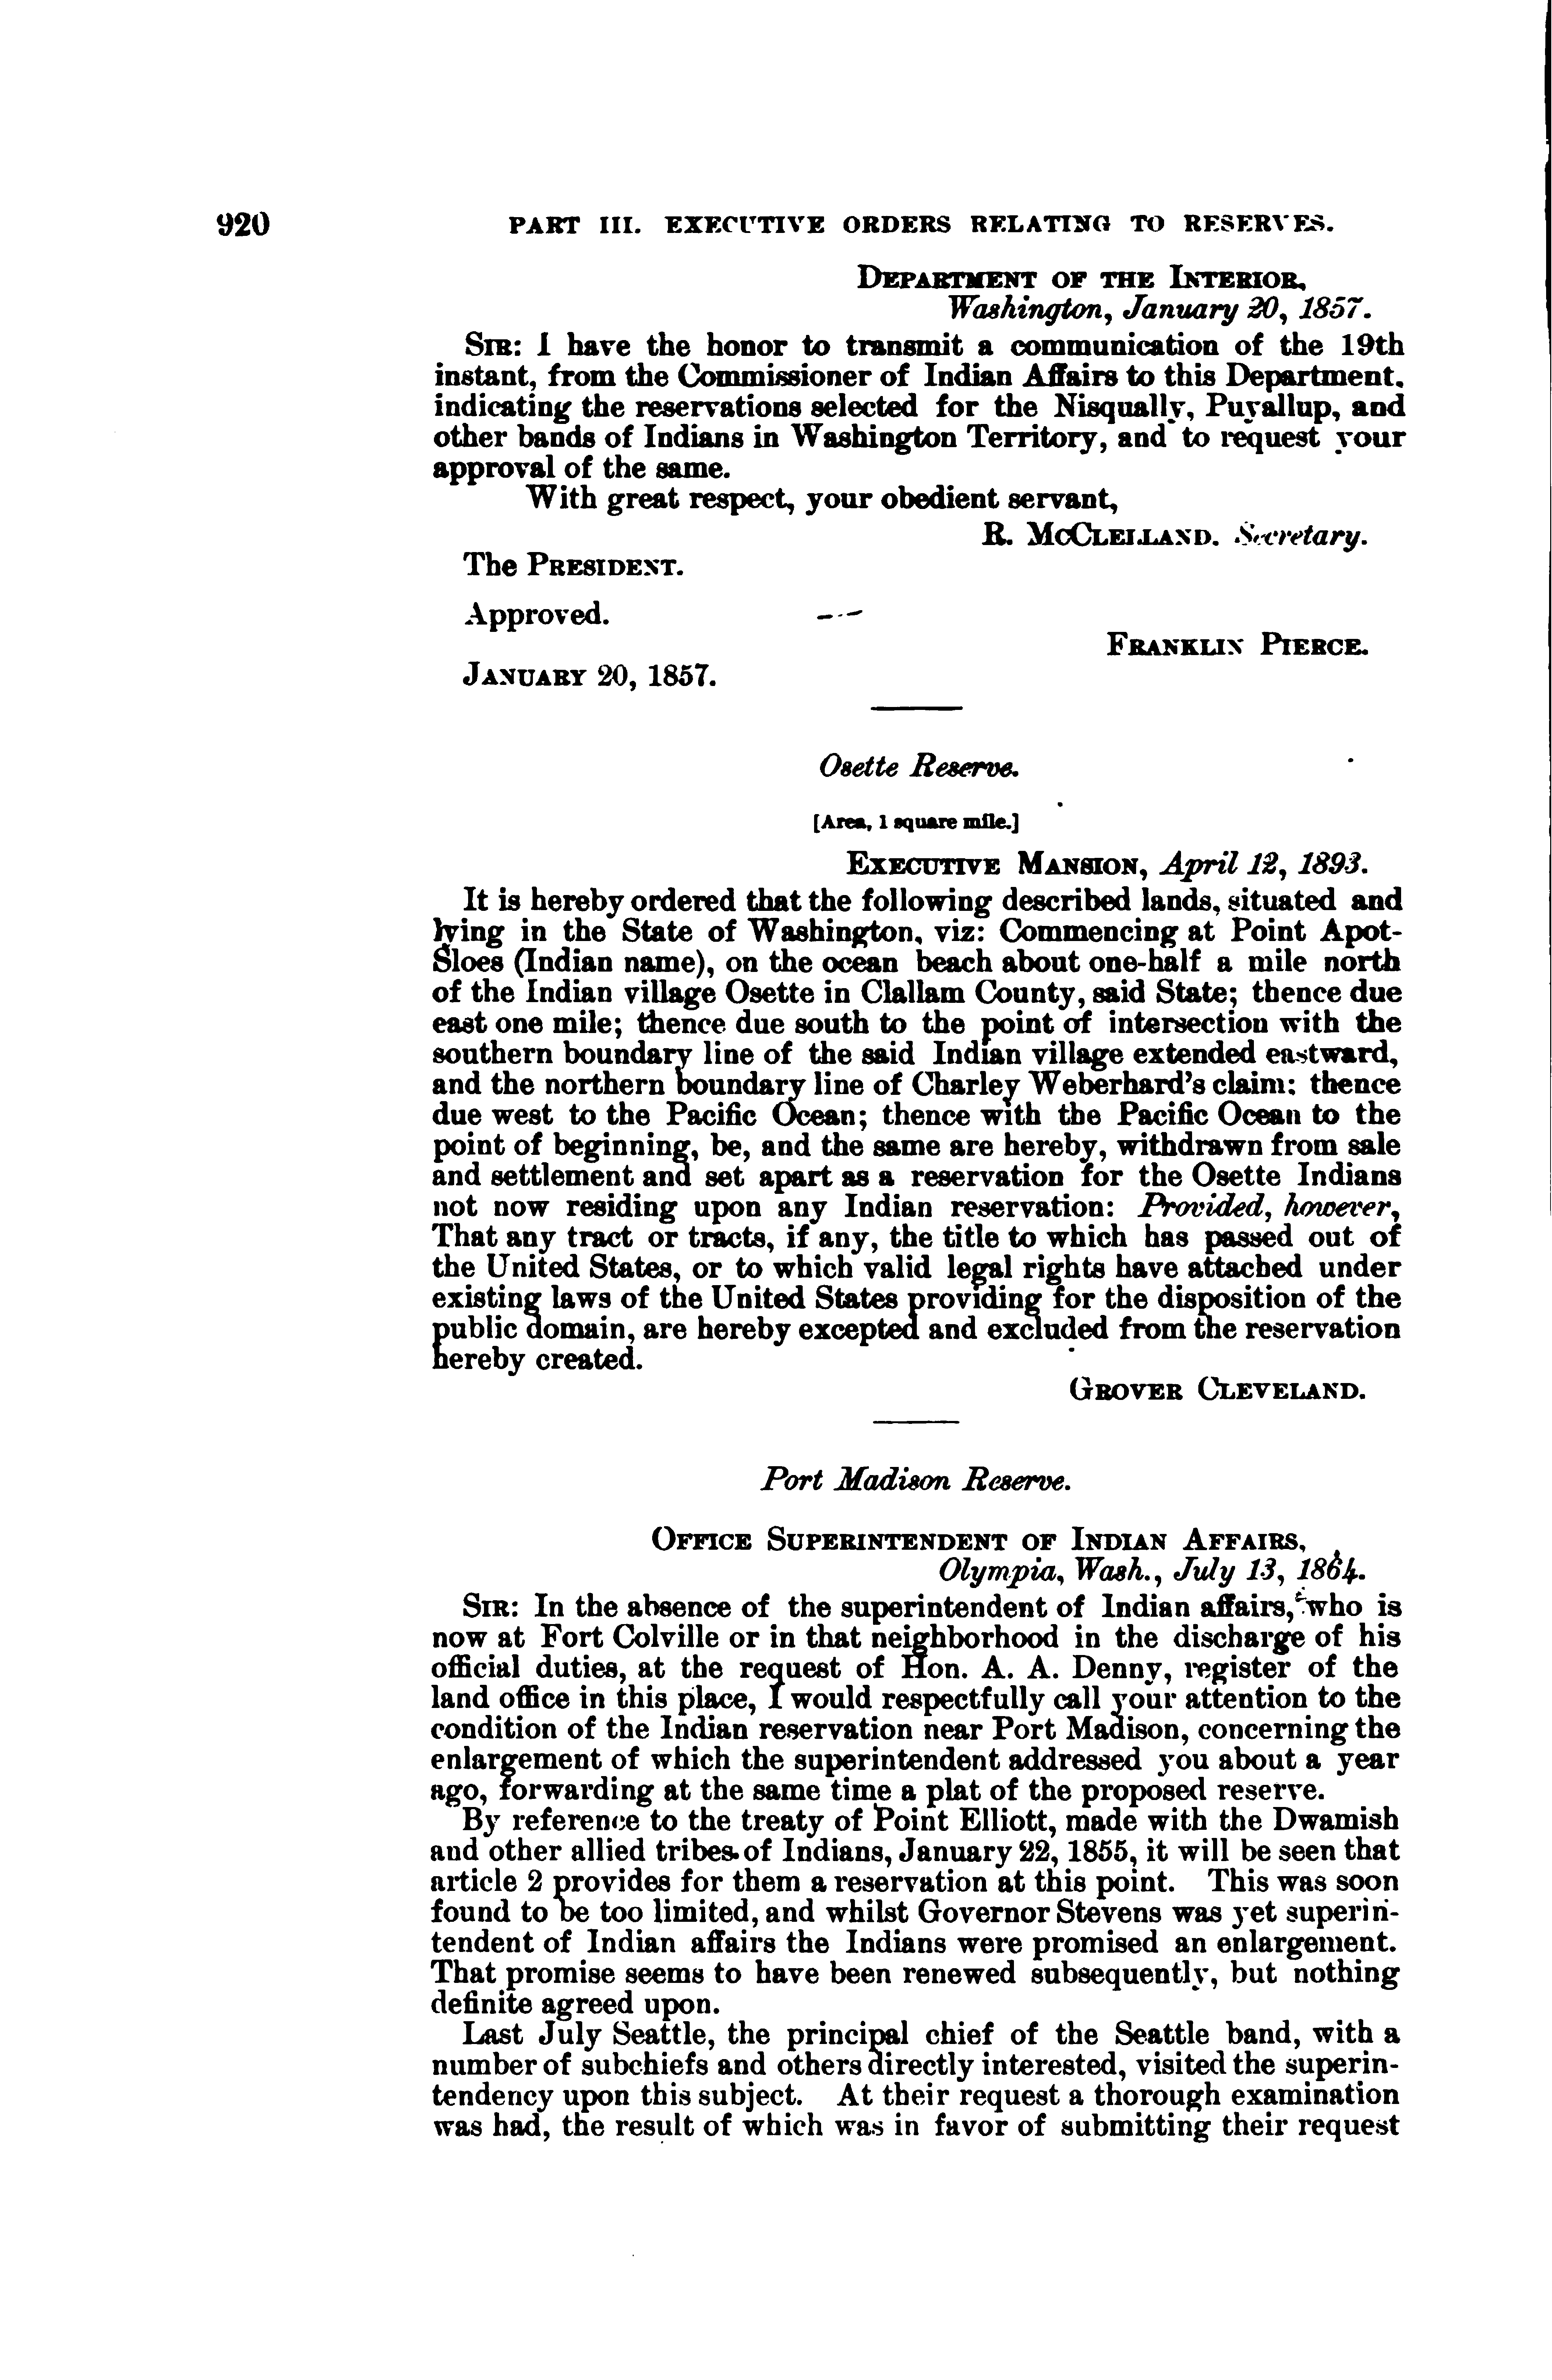 920 PART III. EXECUTIVE ORDERS RELATING TO RESERVES.
DEPARTMENT OF THE INTERIOR,
Washington, January 20, 1857.
SIR: I have the honor to transmit a communication of the 19th
instant, from the Commissioner of Indian Affairs to this Department,
indicating the reservations selected for the Nisqually, Puyallup, and
other bands of Indians in Washington Territory, and to request your
approval of the same.
With great respect, your obedient servant,
R. MCCLELLAND, Secretary.
The PRESIDENT.
Approved.
FRANKLIN PIERCE.
JANUARY 20, 1857.
Osette Reserve.
[Area, 1 square mile.]
EXECUTIVE MANSION, April 12, 1893.
It is hereby ordered that the following described lands, situated and
lying in the State of Washington, viz: Commencing at Point Apot-
Sloes (Indian name), on the ocean beach about one-half a mile north
of the Indian village Osette in Clallam County, said State; thence due
east one mile; thence due south to the point of intersection with the
southern boundary line of the said Indian village extended eastward,
and the northern boundary line of Charley Weberhard's claim; thence
due west to the Pacific Ocean; thence with the Pacific Ocean to the
point of beginning, be, and the same are hereby, withdrawn from sale
and settlement and set apart as a reservation for the Osette Indians
not now residing upon any Indian reservation: Provided, however,
That any tract or tracts, if any, the title to which has passed out of
the United States, or to which valid legal rights have attached under
existing laws of the United States providing for the disposition of the
public domain, are hereby excepted and excluded from the reservation
hereby created.
GROVER CLEVELAND.
Port Madison Reserve.
OFFICE SUPERINTENDENT OF INDIAN AFFAIRS,
Olympia, Wash., July 13, 1864.
SIR: In the absence of the superintendent of Indian affairs, who is
now at Fort Colville or in that neighborhood in the discharge of his
official duties, at the request of Hon. A. A. Denny, register of the
land office in this place, I would respectfully call your attention to the
condition of the Indian reservation near Port Madison, concerning the
enlargement of which the superintendent addressed you about a year
ago, forwarding at the same time a plat of the proposed reserve.
By reference to the treaty of Point Elliott, made with the Dwamish
and other allied tribes of Indians, January 22, 1855, it will be seen that
article 2 provides for them a reservation at this point. This was soon
found to be too limited, and whilst Governor Stevens was yet superin-
tendent of Indian affairs the Indians were promised an enlargement.
That promise seems to have been renewed subsequently, but nothing
definite agreed upon.
Last July Seattle, the principal chief of the Seattle band, with a
number of subchiefs and others directly interested, visited the superin-
tendency upon this subject. At their request a thorough examination
was had, the result of which was in favor of submitting their request